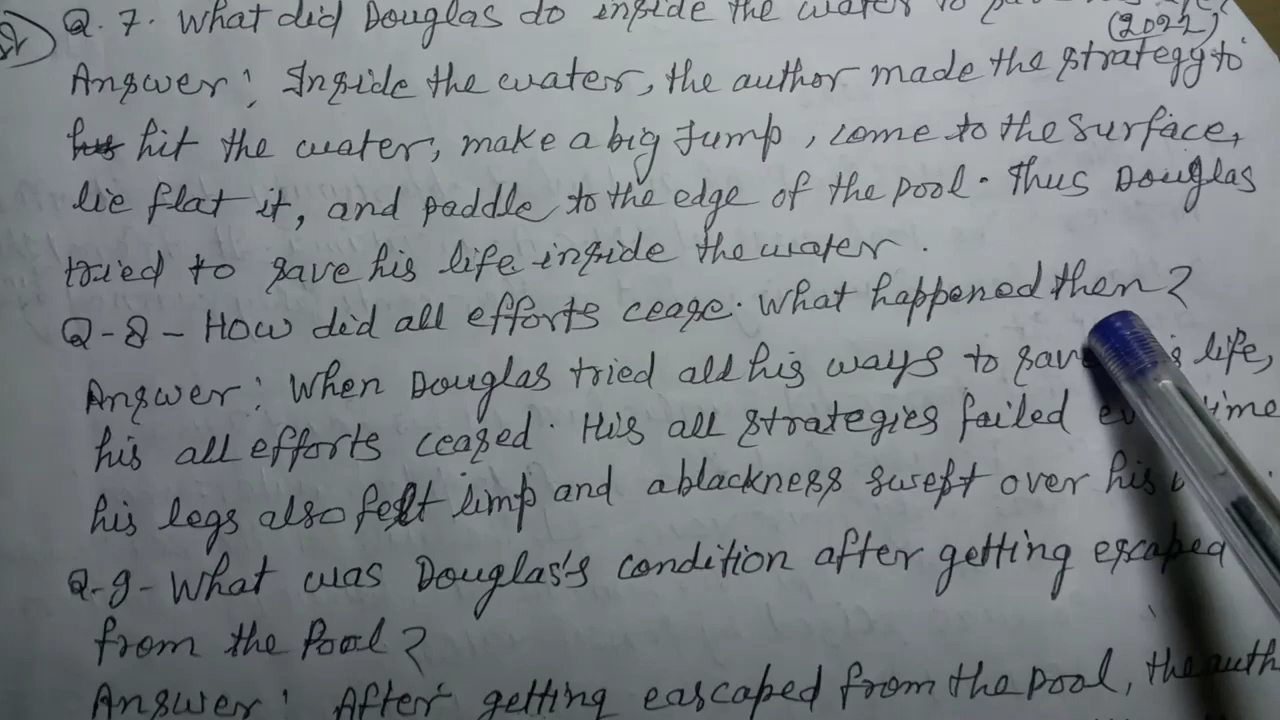 Q. 7. What did Douglas do inside the water to
(2022)
Answer: Inside the water, the author made the strategy to
his hit the water, make a big Jump, come to the surface,
lie flat it, and paddle to the edge of the pool. Thus Douglas
tried to save his life inside the water.
Q-8- How did all efforts cease. What happened then?
Answer: When Douglas tried all his ways to life,
his all efforts ceased. His all strategies failed
his legs also felt limp and a blackness swept over his
Q-9- What was Douglas's condition after getting escaped
from the Pool?
Answer: After getting eascaped from the pool, the